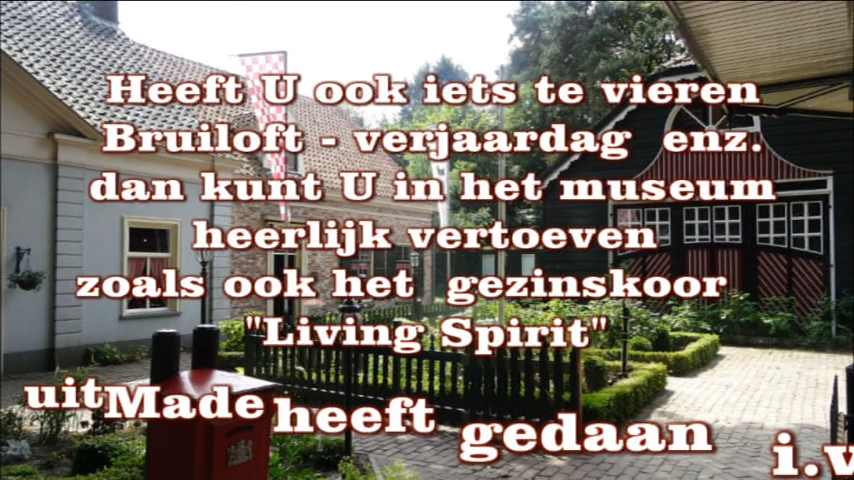 Heeft U ook iets te vieren
Bruiloft - verjaardag enz.
dan kunt U in het museum
heerlijk vertoeven
zoals ook het gezinskoor
"Living Spirit"
uit Made heeft gedaan i.v